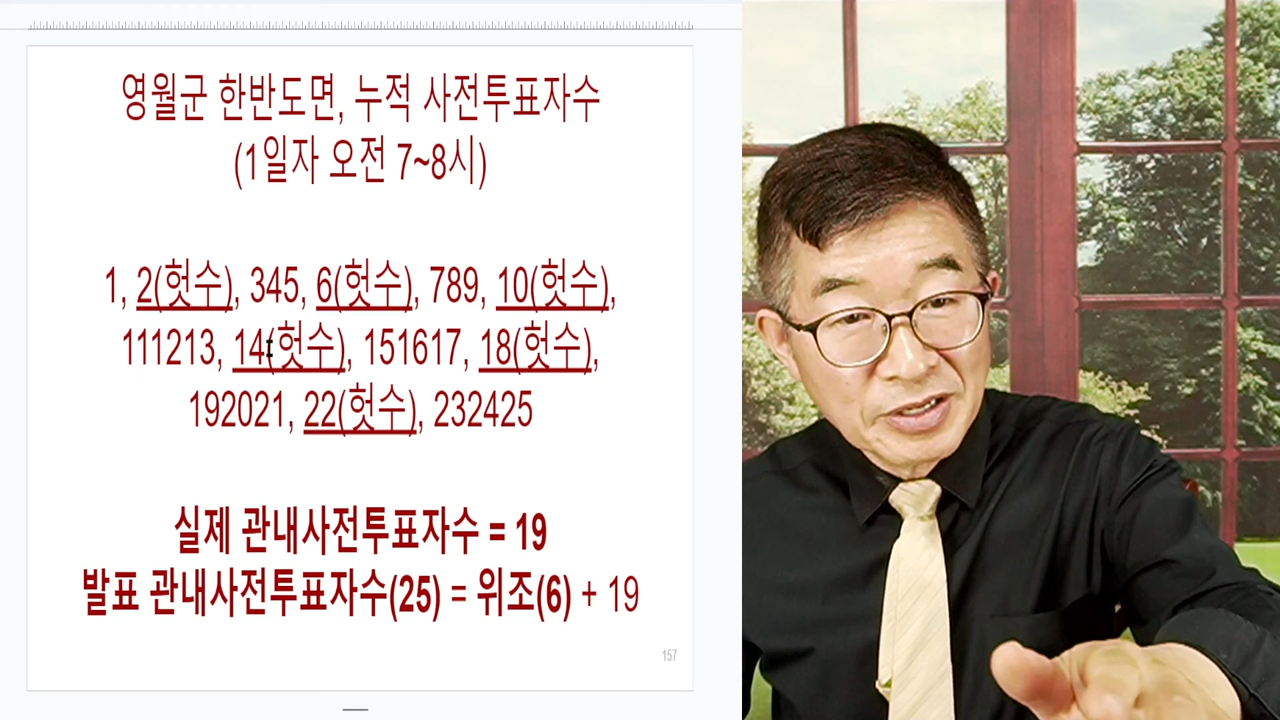 영월군 한반도면, 누적 사전투표자수
(1일자 오전 7~8시)
1, 2(헛수), 345, 6(헛수), 789, 10(헛수),
111213, 14(헛수), 151617, 18(헛수),
192021, 22(헛수), 232425
실제 관내사전투표자수 = 19
발표 관내사전투표자수(25) = 위조(6) + 19
157